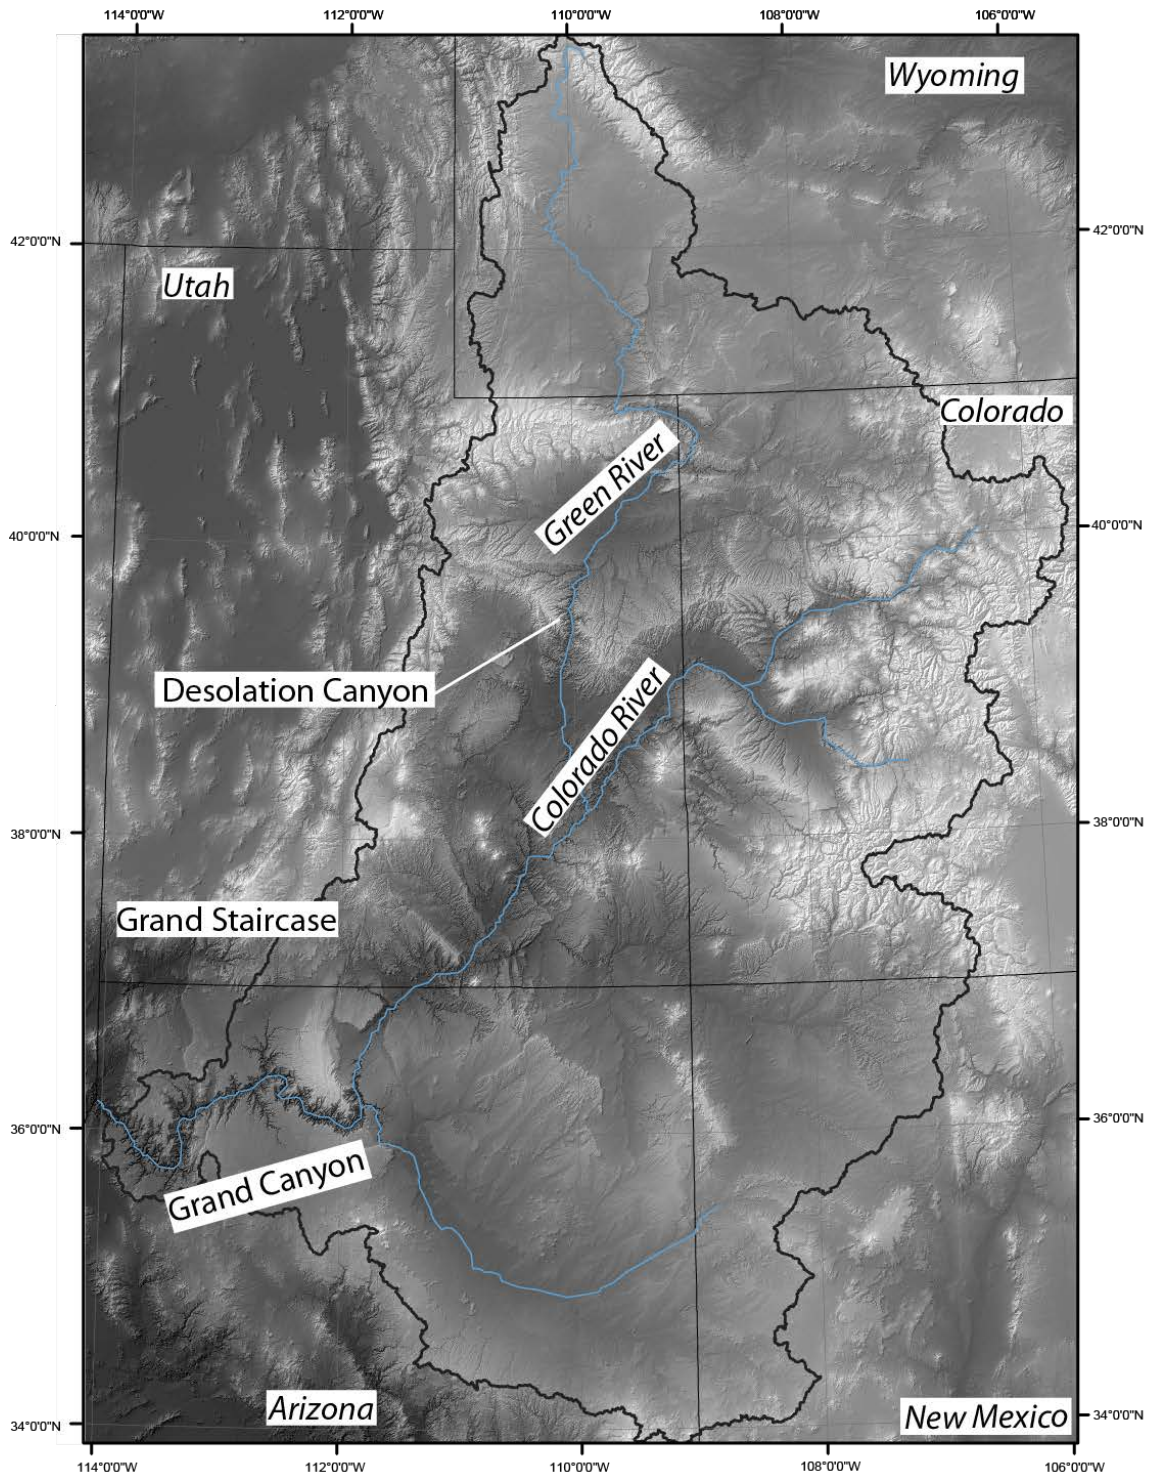 114°0'0"W
112°0'0"W
110°0'0"W
108°0'0"W
106°0'0"W
Wyoming
42°0'0"N
42°0'0"N
Utah
Colorado
Green River
40°0'0"N
40°0'0"N
Desolation Canyon
Colorado River
38°0'0"N
38°0'0"N
Grand Staircase
36°0'0"N
36°0'0"N
Grand Canyon
Arizona
New Mexico
34°0'0"N
34°0'0"N
114°0'0"W
112°0'0"W
110°0'0"W
108°0'0"W
106°0'0"W